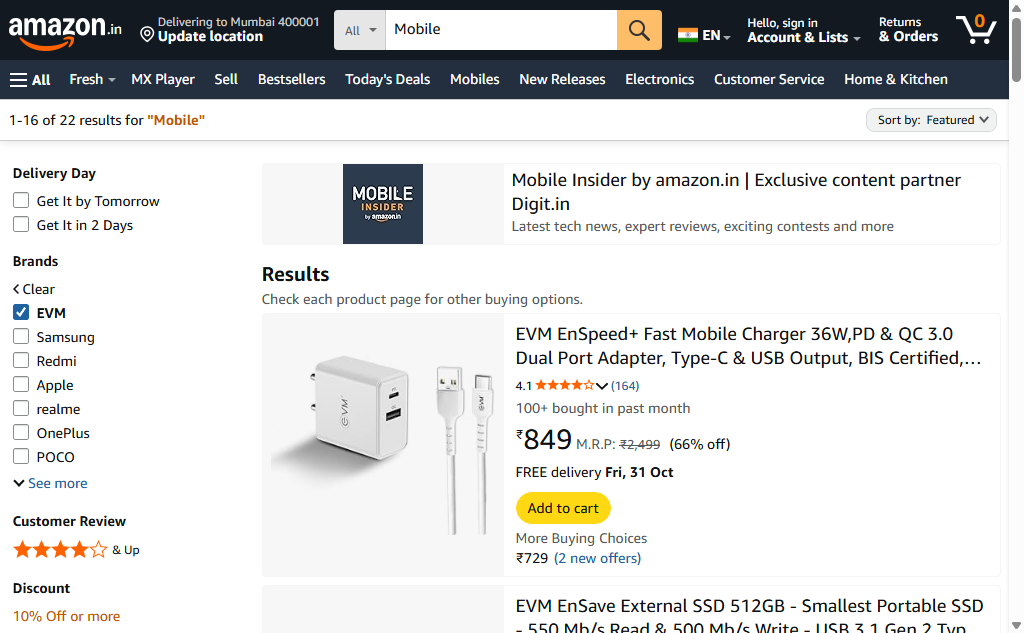 amazon.in
Delivering to Mumbai 400001
Update location
All
Mobile
EN
Hello, sign in
Account & Lists
Returns
& Orders
0
All
Fresh
MX Player
Sell
Bestsellers
Today's Deals
Mobiles
New Releases
Electronics
Customer Service
Home & Kitchen
1-16 of 22 results for "Mobile"
Sort by: Featured
Delivery Day
Get It by Tomorrow
Get It in 2 Days
Brands
Clear
EVM
Samsung
Redmi
Apple
realme
OnePlus
POCO
See more
Customer Review
& Up
Discount
10% Off or more
MOBILE
INSIDER
by amazon.in
Mobile Insider by amazon.in | Exclusive content partner
Digit.in
Latest tech news, expert reviews, exciting contests and more
Results
Check each product page for other buying options.
EVM
EVM
EVM EnSpeed+ Fast Mobile Charger 36W,PD & QC 3.0
Dual Port Adapter, Type-C & USB Output, BIS Certified,...
4.1 (164)
100+ bought in past month
₹849 M.R.P: ₹2,499 (66% off)
FREE delivery Fri, 31 Oct
Add to cart
More Buying Choices
₹729 (2 new offers)
EVM EnSave External SSD 512GB - Smallest Portable SSD
- 550 Mb/s Read & 500 Mb/s Write - USB 3.1 Gen 2 Typ